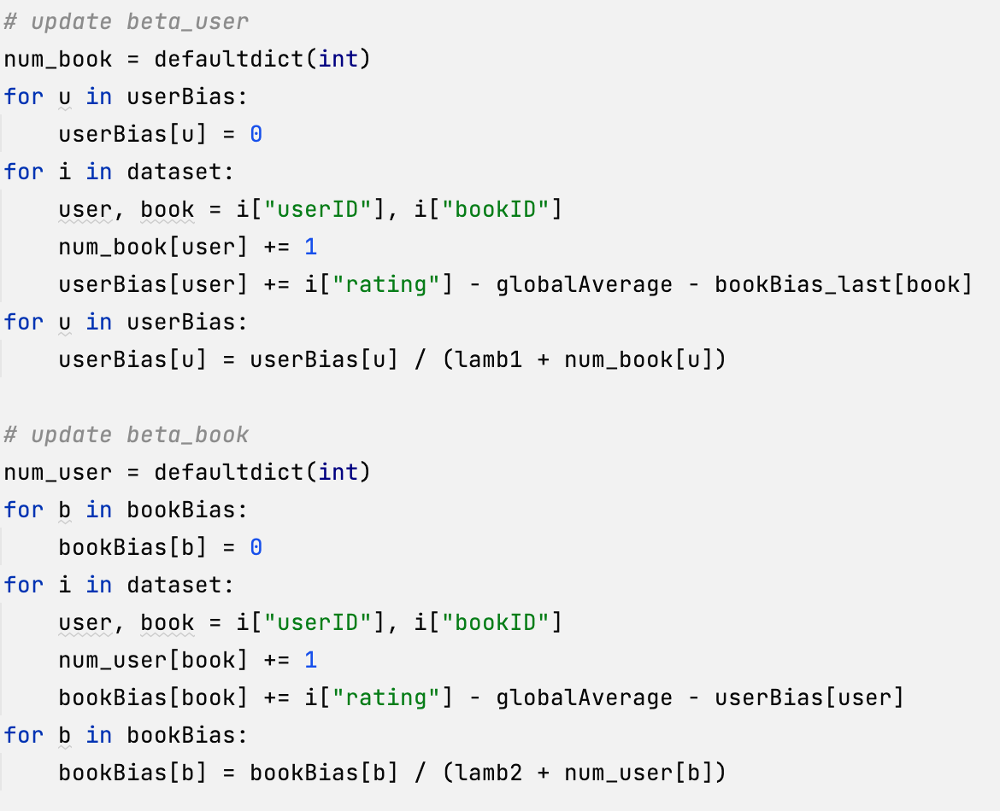 # update beta_user
num_book = defaultdict(int)
for u in userBias:
    userBias[u] = 0
for i in dataset:
    user, book = i["userID"], i["bookID"]
    num_book[user] += 1
    userBias[user] += i["rating"] - globalAverage - bookBias_last[book]
for u in userBias:
    userBias[u] = userBias[u] / (lamb1 + num_book[u])

# update beta_book
num_user = defaultdict(int)
for b in bookBias:
    bookBias[b] = 0
for i in dataset:
    user, book = i["userID"], i["bookID"]
    num_user[book] += 1
    bookBias[book] += i["rating"] - globalAverage - userBias[user]
for b in bookBias:
    bookBias[b] = bookBias[b] / (lamb2 + num_user[b])